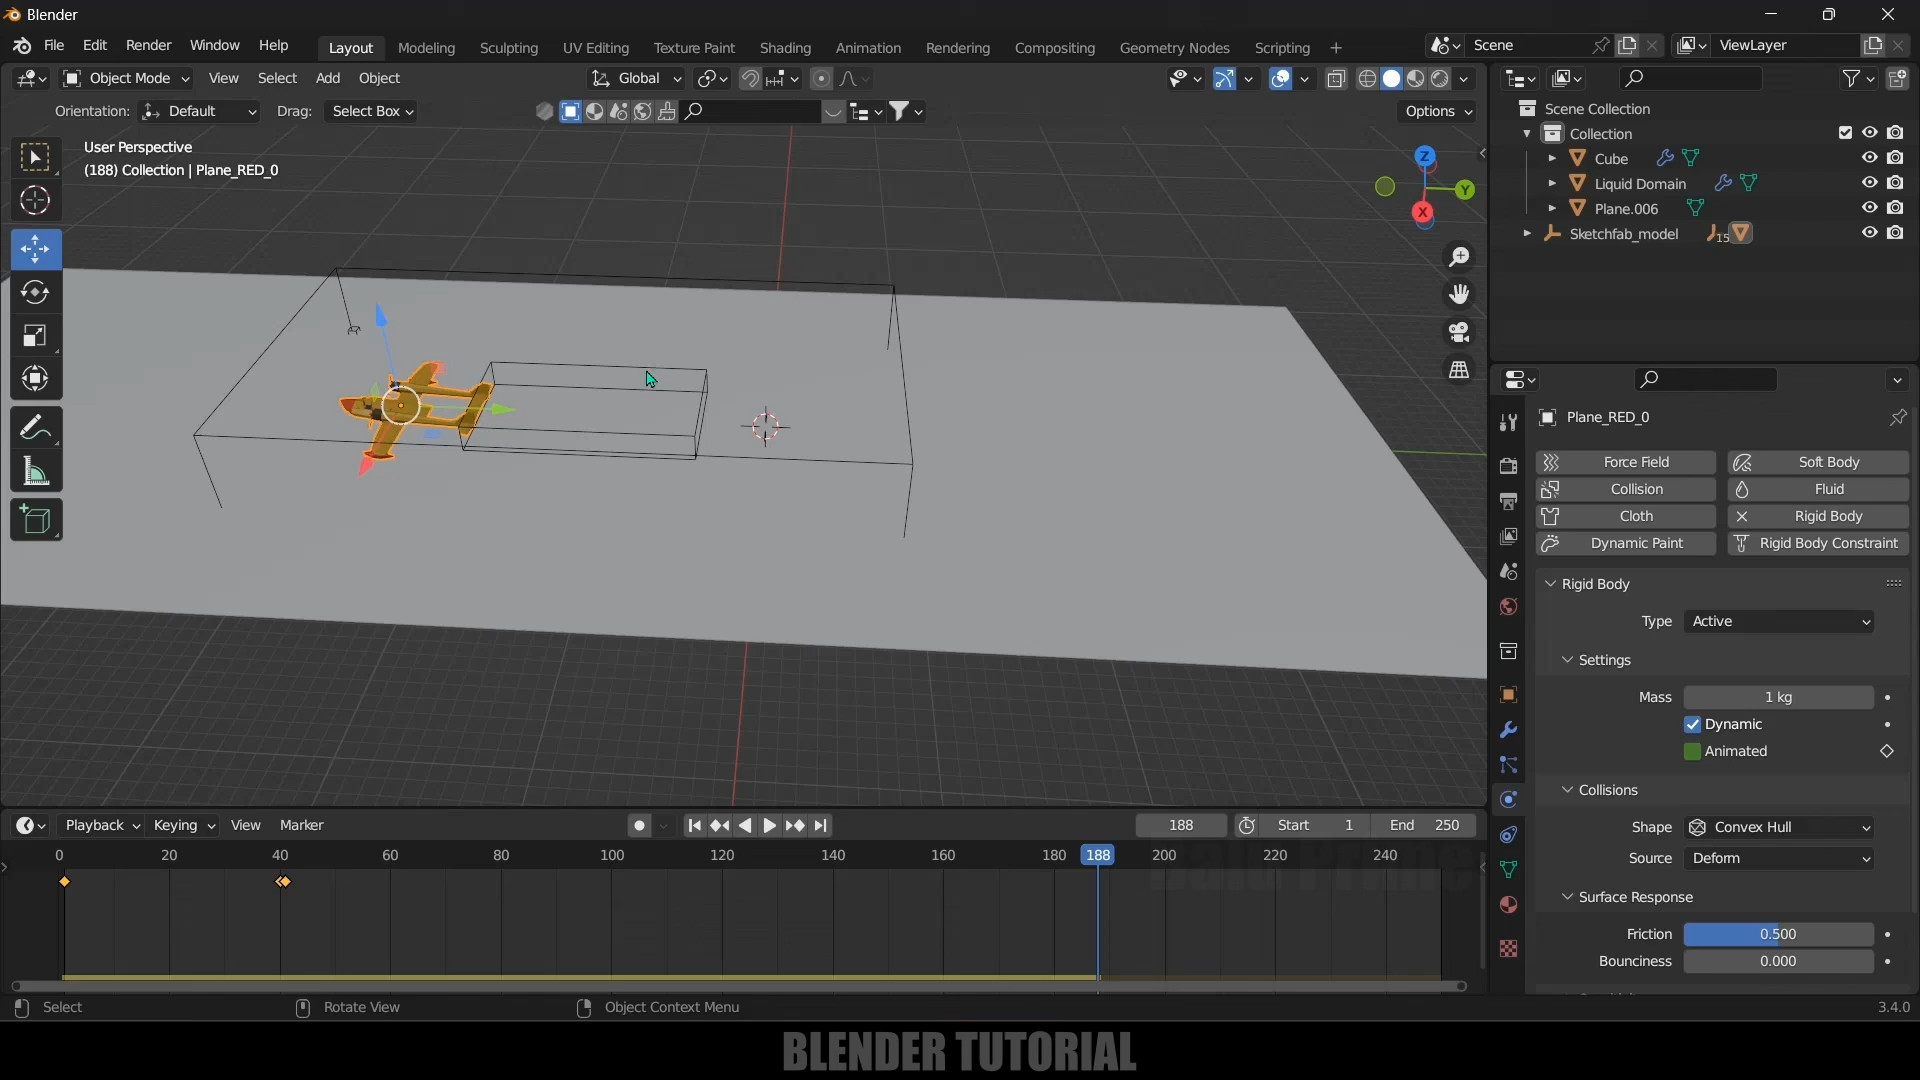 Blender
File Edit Render Window Help Layout Modeling Sculpting UV Editing Texture Paint Shading Animation Rendering Compositing Geometry Nodes Scripting + Scene ViewLayer
Object Mode View Select Add Object Global
Orientation: Default Drag: Select Box Options
User Perspective
(188) Collection | Plane_RED_0
Z
Y
X
Scene Collection
Collection
Cube
Liquid Domain
Plane.006
Sketchfab_model 15
Plane_RED_0
Force Field Soft Body
Collision Fluid
Cloth Rigid Body
Dynamic Paint Rigid Body Constraint
Rigid Body
Type Active
Settings
Mass 1 kg
Dynamic
Animated
Collisions
Shape Convex Hull
Source Deform
Surface Response
Friction 0.500
Bounciness 0.000
Playback Keying View Marker 188 Start 1 End 250
0 20 40 60 80 100 120 140 160 180 188 200 220 240
Select Rotate View Object Context Menu 3.4.0
BLENDER TUTORIAL